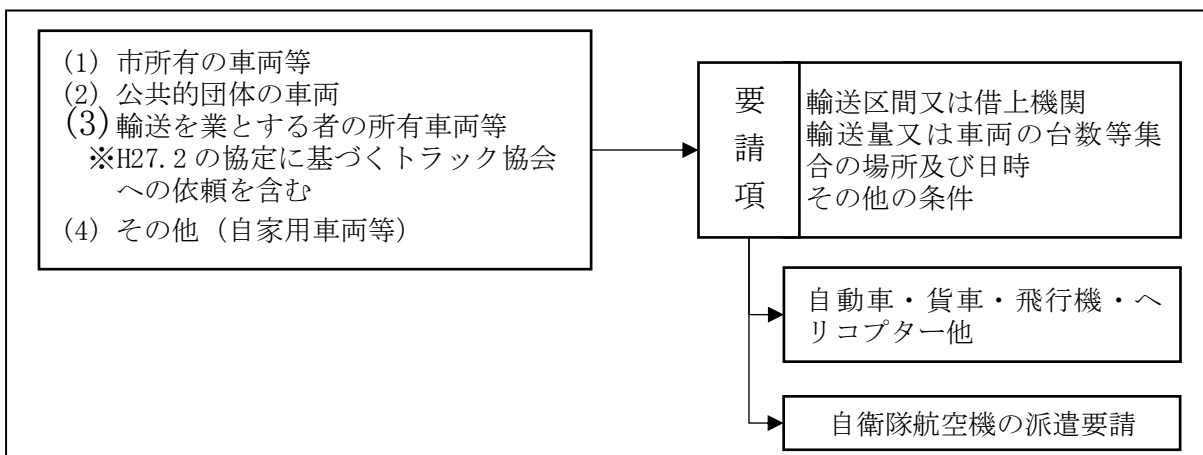 (1) 市所有の車両等
(2) 公共的団体の車両
(3) 輸送を業とする者の所有車両等
※H27.2の協定に基づくトラック協会
への依頼を含む
(4) その他（自家用車両等）
要請項
輸送区間又は借上機関
輸送量又は車両の台数等集
合の場所及び日時
その他の条件
自動車・貨車・飛行機・ヘ
リコプター他
自衛隊航空機の派遣要請